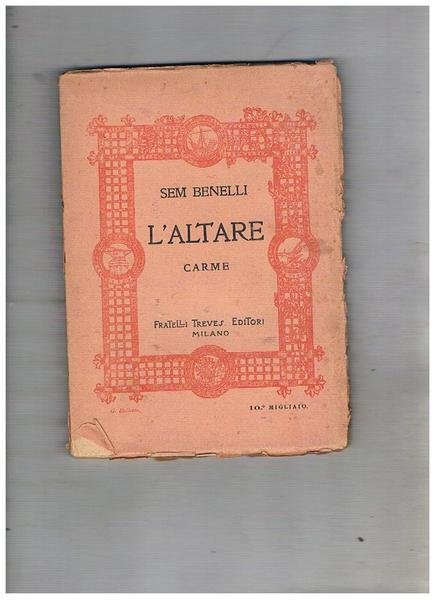 SEM BENELLI
L'ALTARE
CARME
FRATELLI TREVES EDITORI
MILANO
10.º MIGLIAIO.